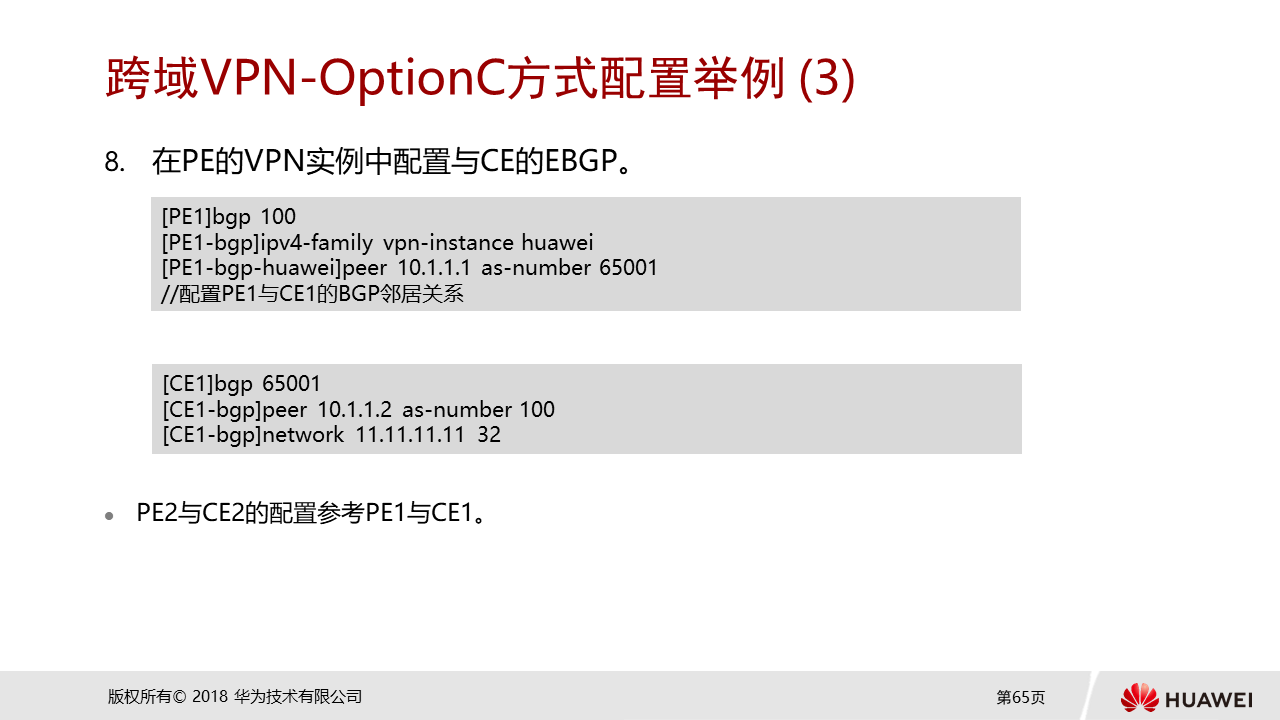 跨域VPN-OptionC方式配置举例 (3)
8. 在PE的VPN实例中配置与CE的EBGP。
[PE1]bgp 100
[PE1-bgp]ipv4-family vpn-instance huawei
[PE1-bgp-huawei]peer 10.1.1.1 as-number 65001
//配置PE1与CE1的BGP邻居关系
[CE1]bgp 65001
[CE1-bgp]peer 10.1.1.2 as-number 100
[CE1-bgp]network 11.11.11.11 32
● PE2与CE2的配置参考PE1与CE1。
版权所有© 2018 华为技术有限公司
第65页
HUAWEI